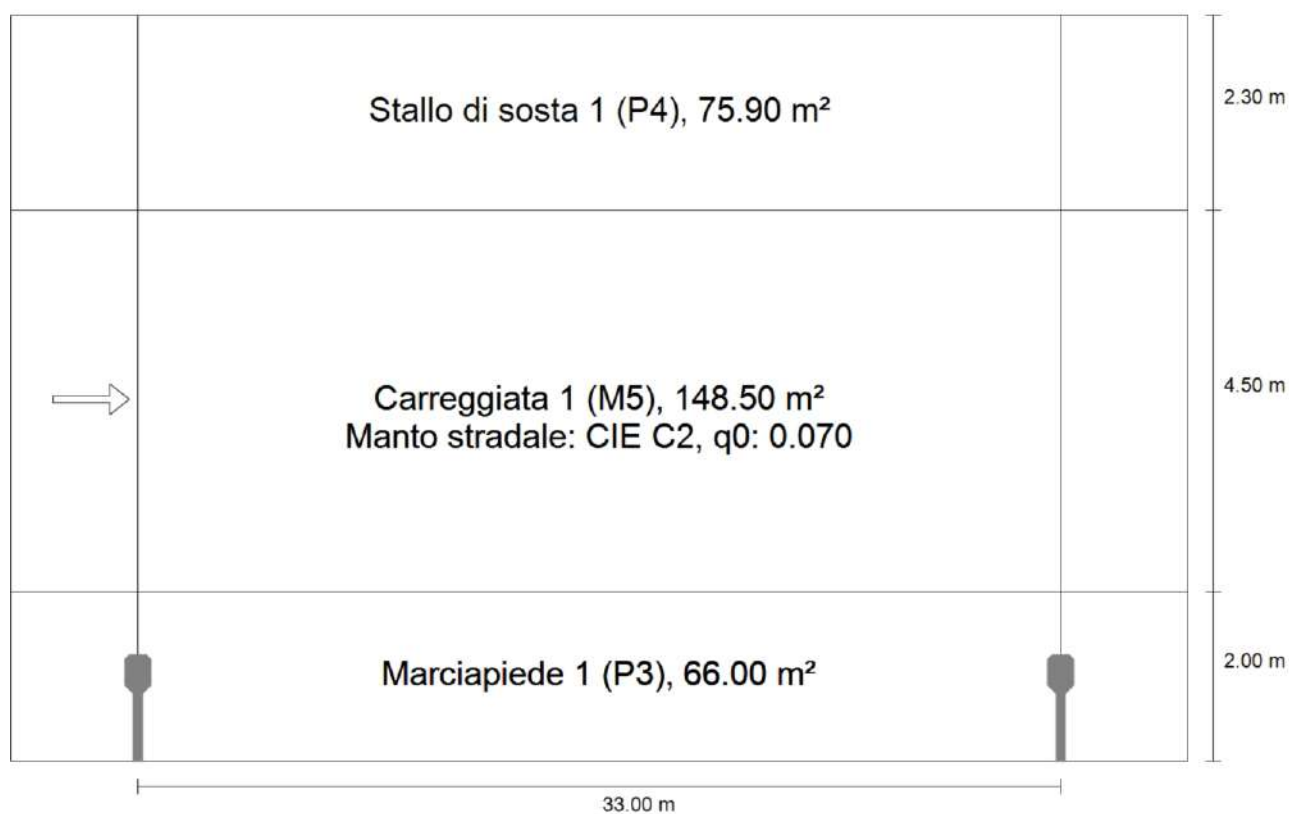 Stallo di sosta 1 (P4), 75.90 m²
2.30 m
Carreggiata 1 (M5), 148.50 m²
Manto stradale: CIE C2, q0: 0.070
4.50 m
Marciapiede 1 (P3), 66.00 m²
2.00 m
33.00 m